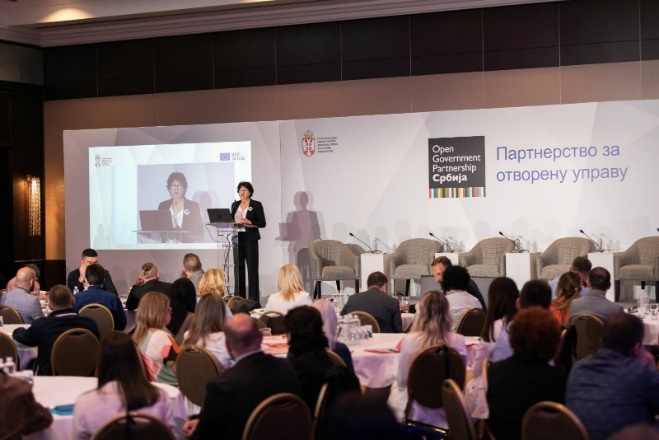 Open
Government
Partnership
Србија
Партнерство за
отворену управу